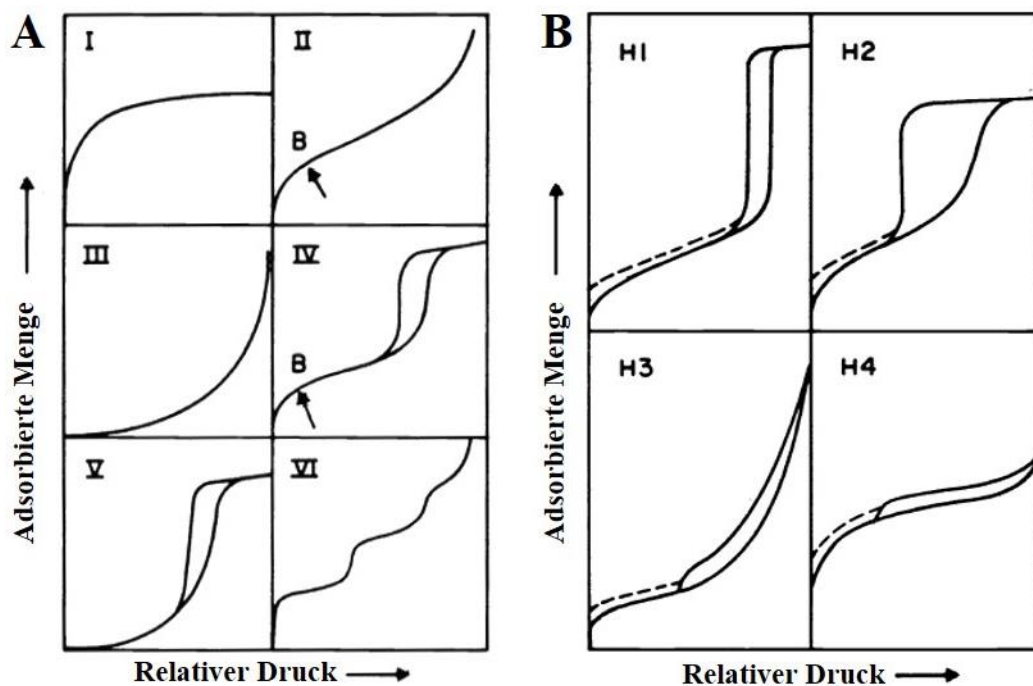 A
I
II
B
III
IV
B
V
VI
Adsorbierte Menge
Relativer Druck
B
H1
H2
H3
H4
Adsorbierte Menge
Relativer Druck